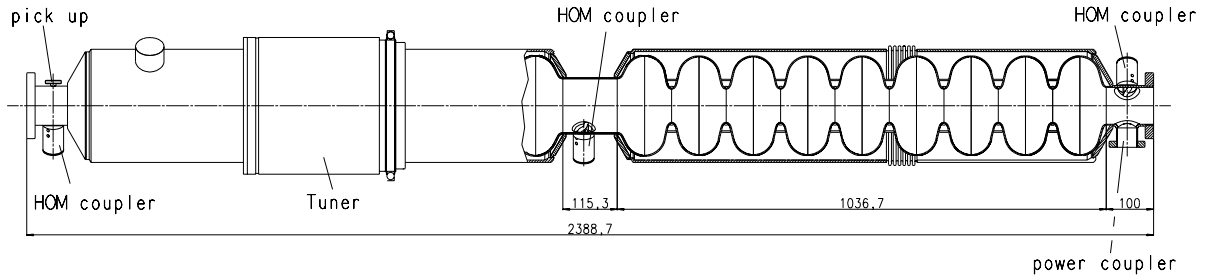 pick up
HOM coupler
HOM coupler
HOM coupler
Tuner
115,3
1036,7
100
2388,7
power coupler